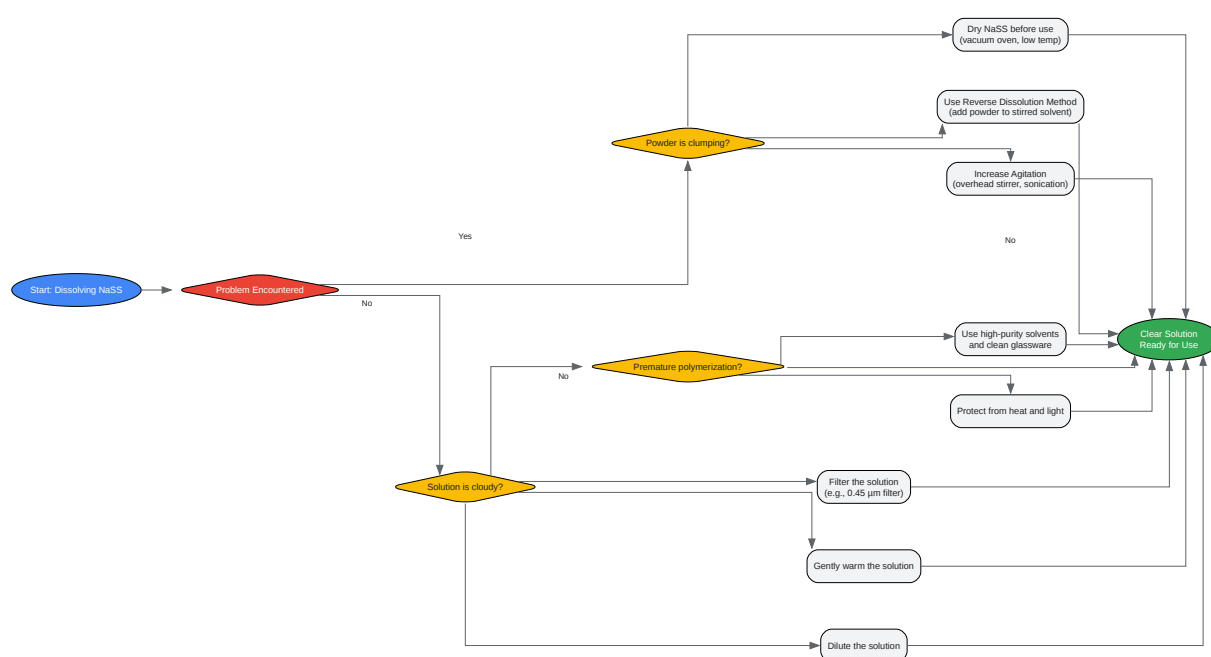 Dry NaSS before use
(vacuum oven, low temp)
Use Reverse Dissolution Method
(add powder to stirred solvent)
Powder is clumping?
Increase Agitation
(overhead stirrer, sonication)
Yes
No
Start: Dissolving NaSS
Problem Encountered
No
Use high-purity solvents
and clean glassware
Clear Solution
Ready for Use
Premature polymerization?
No
Protect from heat and light
Solution is cloudy?
Filter the solution
(e.g., 0.45 µm filter)
Gently warm the solution
Dilute the solution